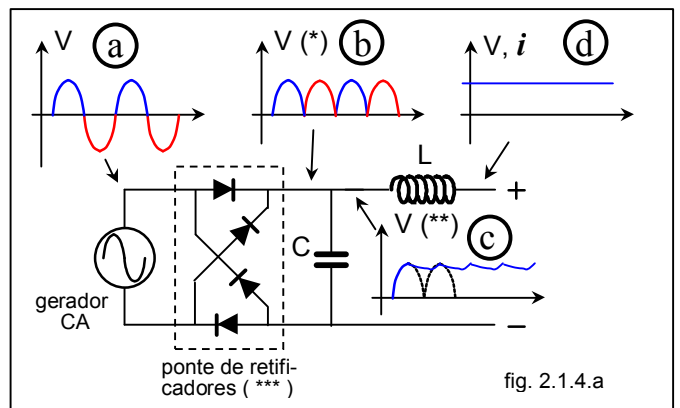 V
a
V (*)
b
V, i
d
L
+
V (**)
c
C
gerador
CA
–
ponte de retifi-
cadores ( *** )
fig. 2.1.4.a